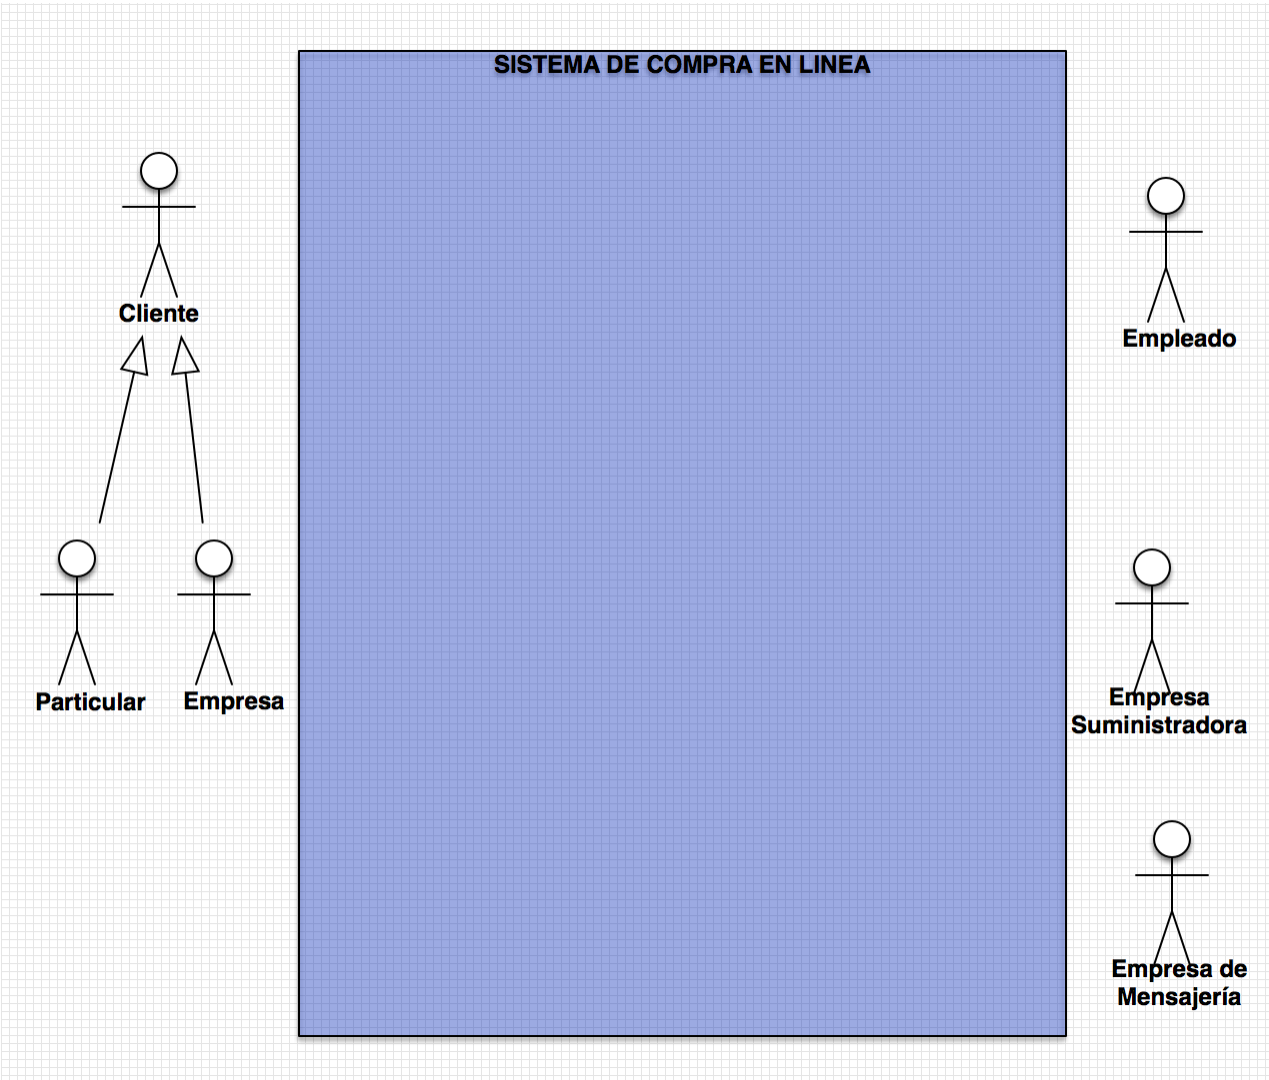 SISTEMA DE COMPRA EN LINEA
Cliente
Empleado
Particular
Empresa
Empresa
Suministradora
Empresa de
Mensajería